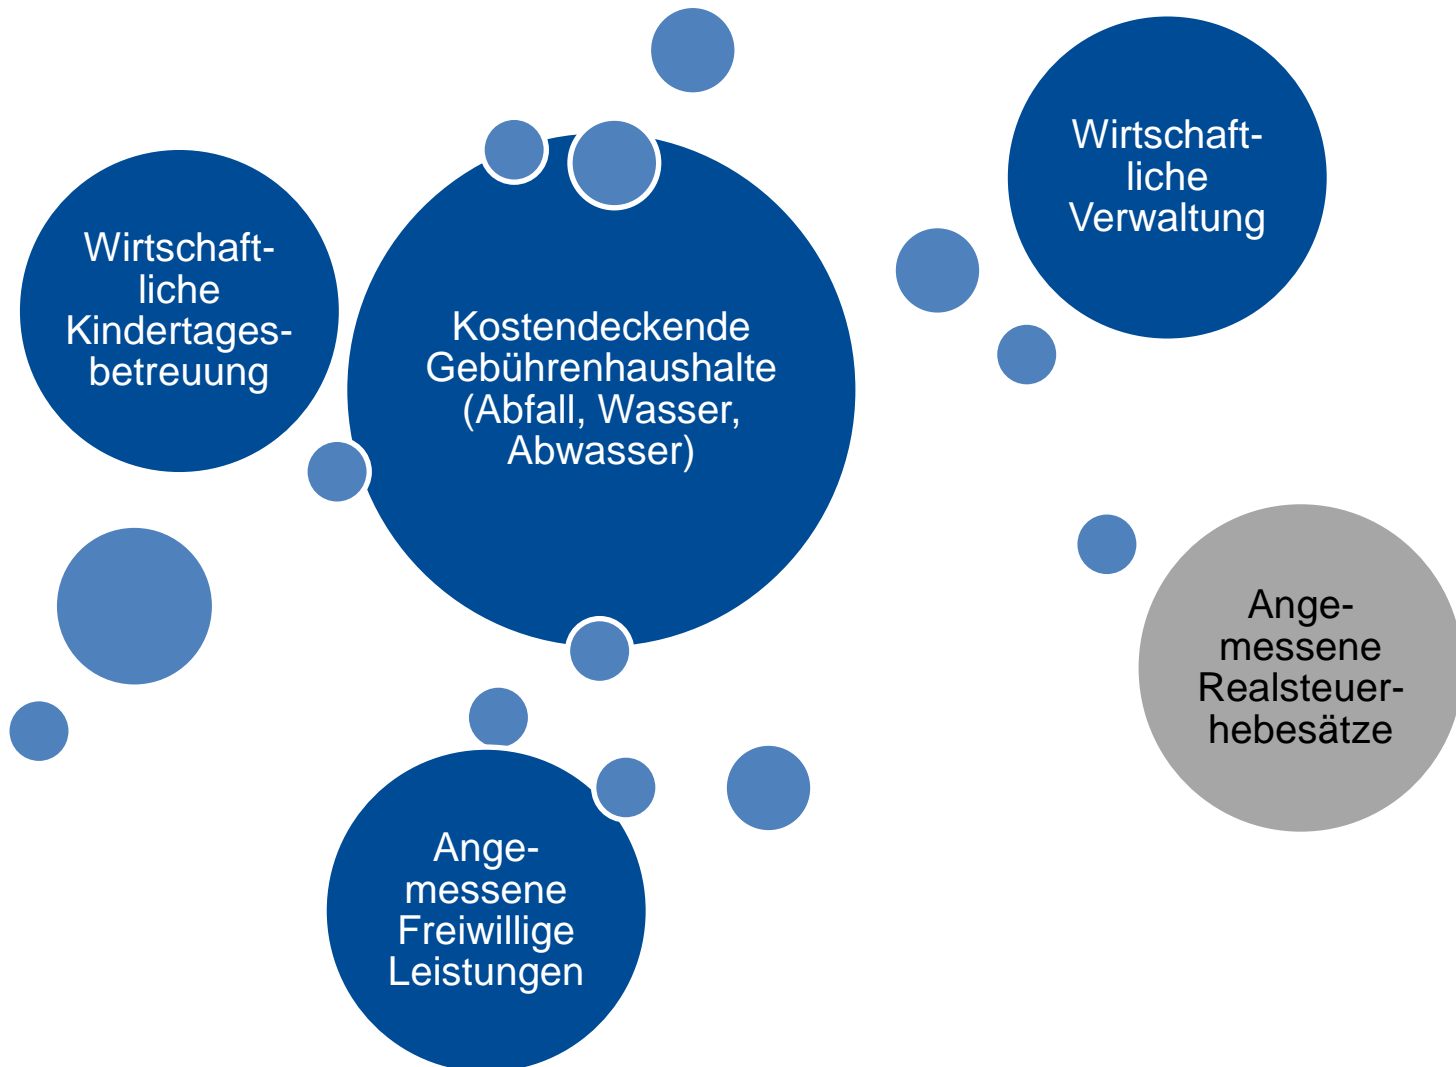 Wirtschaft-
liche
Kindertages-
betreuung
Kostendeckende
Gebührenhaushalte
(Abfall, Wasser,
Abwasser)
Wirtschaft-
liche
Verwaltung
Ange-
messene
Realsteuer-
hebesätze
Ange-
messene
Freiwillige
Leistungen